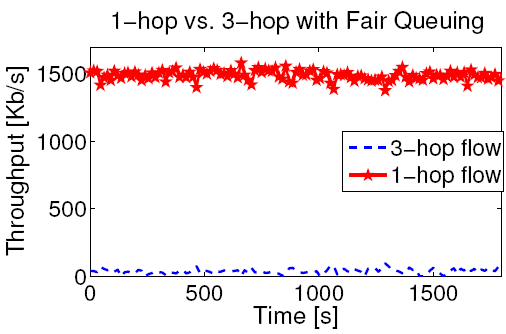 1−hop vs. 3−hop with Fair Queuing
Throughput [Kb/s]
1500
1000
500
0
3−hop flow
1−hop flow
0 500 1000 1500
Time [s]